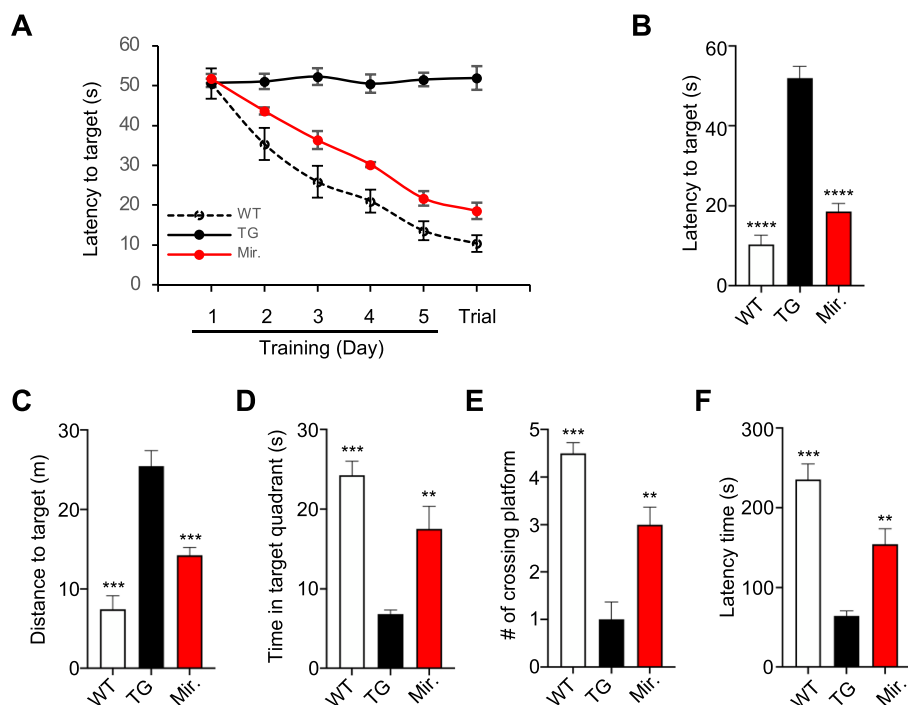 A
Latency to target (s)
60
50
40
30
20
10
0
WT
TG
Mir.
1 2 3 4 5 Trial
Training (Day)
B
Latency to target (s)
60
40
20
0
****
****
WT TG Mir.
C
Distance to target (m)
30
20
10
0
***
***
WT TG Mir.
D
Time in target quadrant (s)
30
20
10
0
***
**
WT TG Mir.
E
# of crossing platform
5
4
3
2
1
0
***
**
WT TG Mir.
F
Latency time (s)
300
200
100
0
***
**
WT TG Mir.